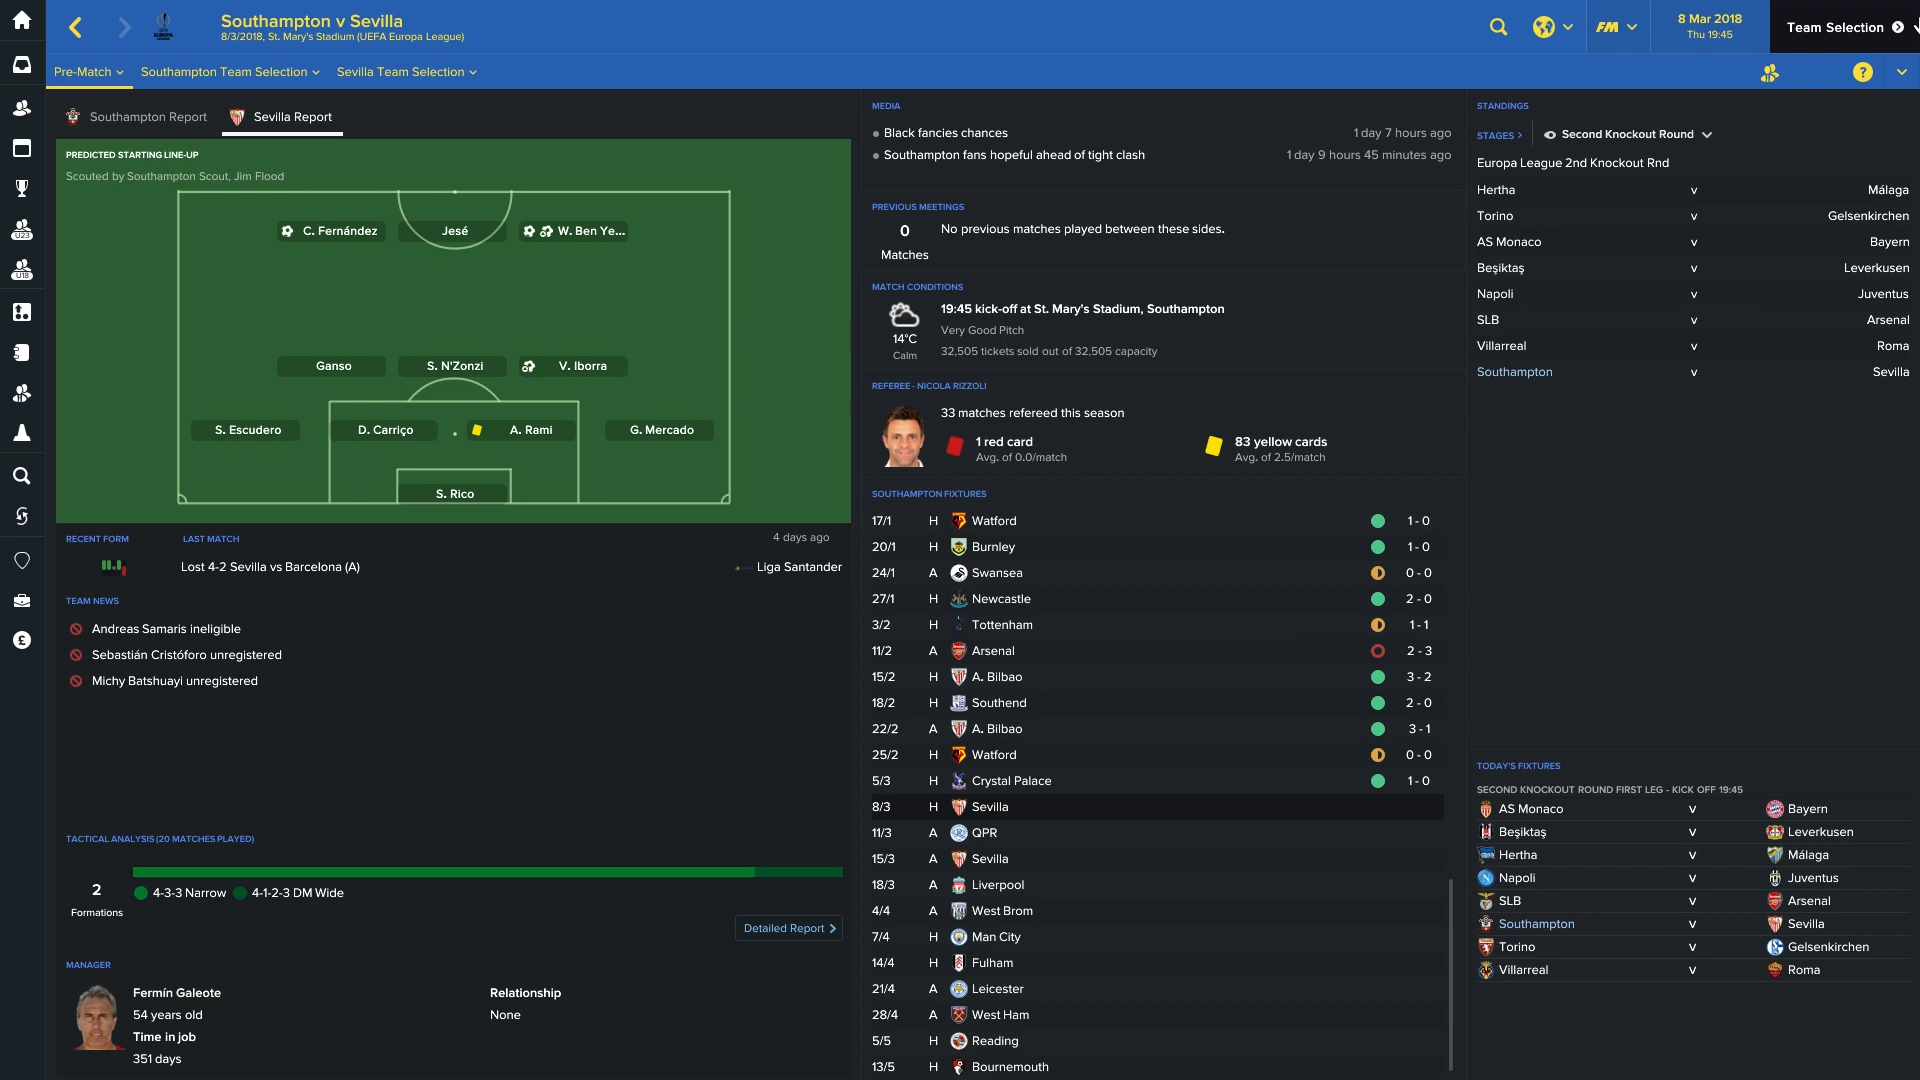 Southampton v Sevilla
8/3/2018, St. Mary's Stadium (UEFA Europa League)
FM
8 Mar 2018
Thu 19:45
Team Selection
Pre-Match
Southampton Team Selection
Sevilla Team Selection
?
Southampton Report
Sevilla Report
PREDICTED STARTING LINE-UP
Scouted by Southampton Scout, Jim Flood
C. Fernández
Jesé
W. Ben Ye...
Ganso
S. N'Zonzi
V. Iborra
S. Escudero
D. Carriço
A. Rami
G. Mercado
S. Rico
RECENT FORM
LAST MATCH
4 days ago
Lost 4-2 Sevilla vs Barcelona (A)
Liga Santander
TEAM NEWS
Andreas Samaris ineligible
Sebastián Cristóforo unregistered
Michy Batshuayi unregistered
TACTICAL ANALYSIS (20 MATCHES PLAYED)
2
Formations
4-3-3 Narrow
4-1-2-3 DM Wide
Detailed Report
MANAGER
Fermín Galeote
54 years old
Time in job
351 days
Relationship
None
MEDIA
Black fancies chances
1 day 7 hours ago
Southampton fans hopeful ahead of tight clash
1 day 9 hours 45 minutes ago
PREVIOUS MEETINGS
0
Matches
No previous matches played between these sides.
MATCH CONDITIONS
14°C
Calm
19:45 kick-off at St. Mary's Stadium, Southampton
Very Good Pitch
32,505 tickets sold out of 32,505 capacity
REFEREE - NICOLA RIZZOLI
33 matches refereed this season
1 red card
Avg. of 0.0/match
83 yellow cards
Avg. of 2.5/match
SOUTHAMPTON FIXTURES
17/1 H Watford 1 - 0
20/1 H Burnley 1 - 0
24/1 A Swansea 0 - 0
27/1 H Newcastle 2 - 0
3/2 H Tottenham 1 - 1
11/2 A Arsenal 2 - 3
15/2 H A. Bilbao 3 - 2
18/2 H Southend 2 - 0
22/2 A A. Bilbao 3 - 1
25/2 H Watford 0 - 0
5/3 H Crystal Palace 1 - 0
8/3 H Sevilla
11/3 A QPR
15/3 A Sevilla
18/3 A Liverpool
4/4 A West Brom
7/4 H Man City
14/4 H Fulham
21/4 A Leicester
28/4 A West Ham
5/5 H Reading
13/5 H Bournemouth
STANDINGS
STAGES >
Second Knockout Round
Europa League 2nd Knockout Rnd
Hertha v Málaga
Torino v Gelsenkirchen
AS Monaco v Bayern
Beşiktaş v Leverkusen
Napoli v Juventus
SLB v Arsenal
Villarreal v Roma
Southampton v Sevilla
TODAY'S FIXTURES
SECOND KNOCKOUT ROUND FIRST LEG - KICK OFF 19:45
AS Monaco v Bayern
Beşiktaş v Leverkusen
Hertha v Málaga
Napoli v Juventus
SLB v Arsenal
Southampton v Sevilla
Torino v Gelsenkirchen
Villarreal v Roma
U23
U18
£